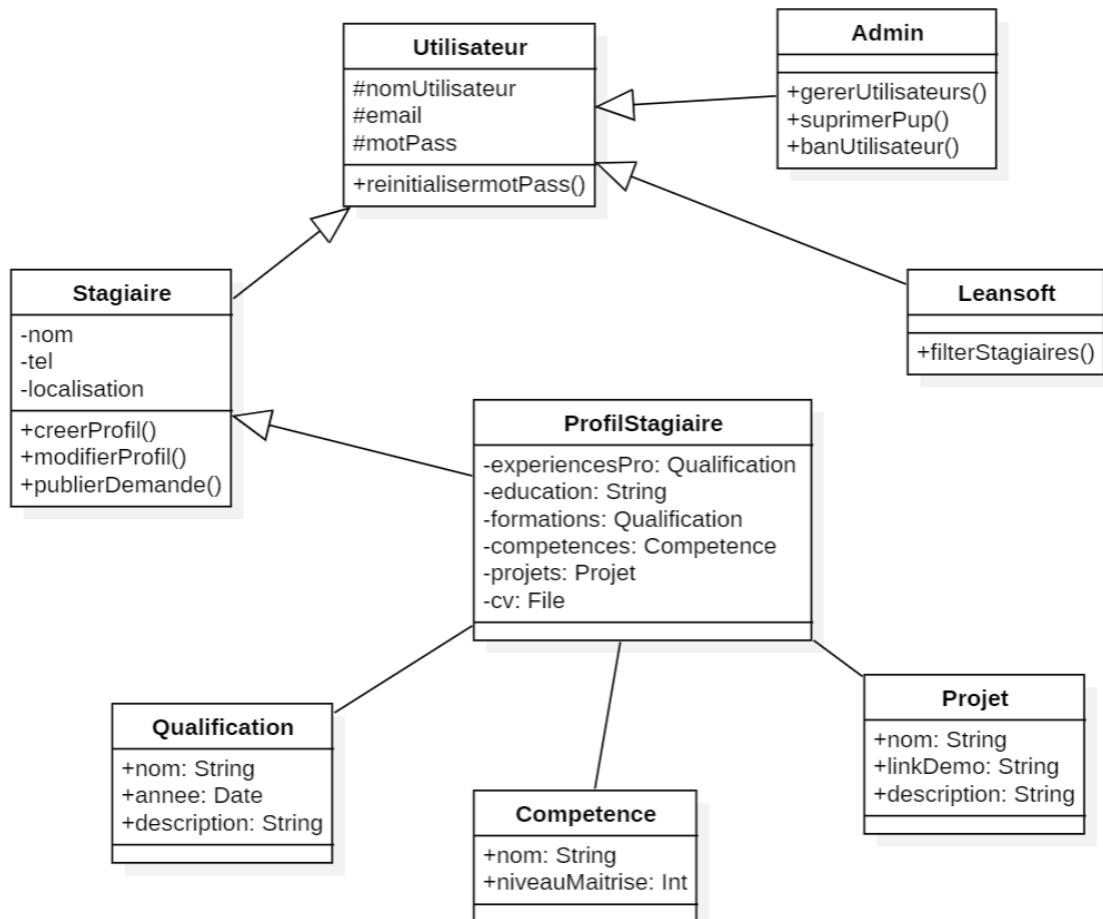 Utilisateur
#nomUtilisateur
#email
#motPass
+reinitialisermotPass()
Admin
+gererUtilisateurs()
+suprimerPup()
+banUtilisateur()
Stagiaire
-nom
-tel
-localisation
+creerProfil()
+modifierProfil()
+publierDemande()
Leansoft
+filterStagiaires()
ProfilStagiaire
-experiencesPro: Qualification
-education: String
-formations: Qualification
-competences: Competence
-projets: Projet
-cv: File
Qualification
+nom: String
+annee: Date
+description: String
Competence
+nom: String
+niveauMaitrise: Int
Projet
+nom: String
+linkDemo: String
+description: String